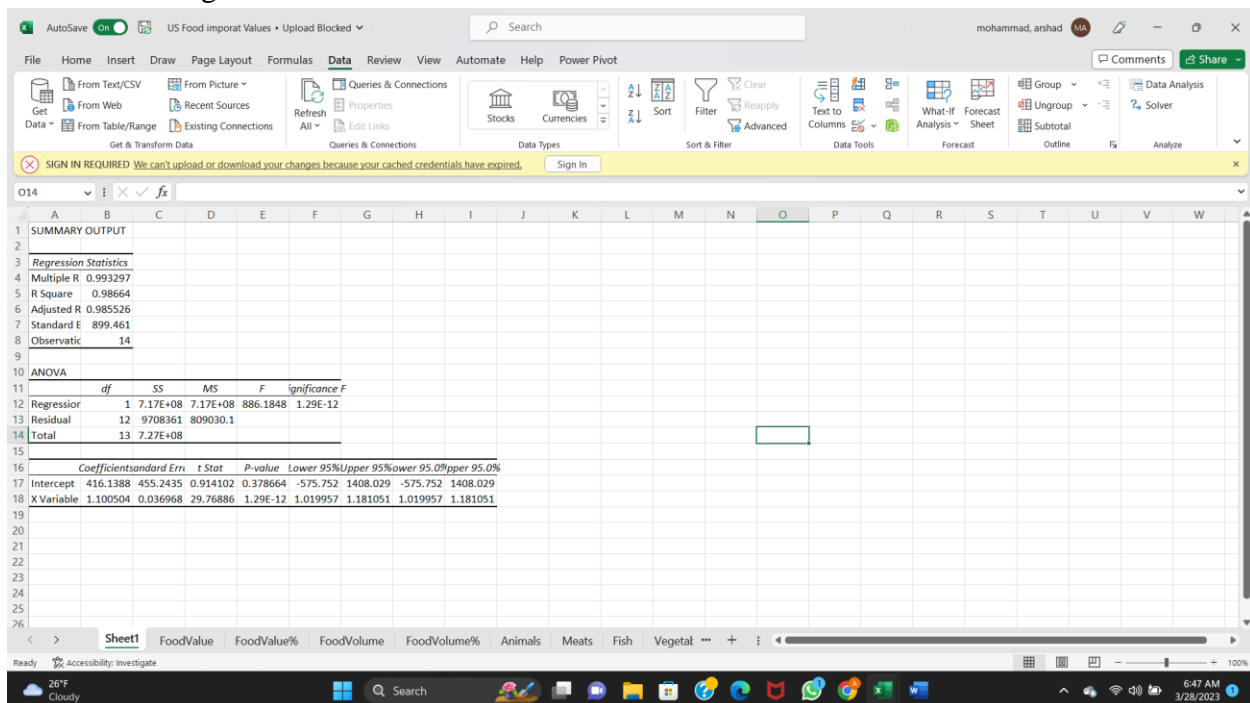 AutoSave On US Food imporat Values • Upload Blocked Search mohammad, arshad MA
File Home Insert Draw Page Layout Formulas Data Review View Automate Help Power Pivot Comments Share
Get Data
From Text/CSV
From Web
From Table/Range
From Picture
Recent Sources
Existing Connections
Get & Transform Data
Refresh All
Queries & Connections
Properties
Edit Links
Queries & Connections
Stocks Currencies
Data Types
Sort Filter
Clear
Reapply
Advanced
Sort & Filter
Text to Columns
Data Tools
What-If Analysis Forecast Sheet
Forecast
Group
Ungroup
Subtotal
Outline
Data Analysis
Solver
Analyze
SIGN IN REQUIRED We can't upload or download your changes because your cached credentials have expired. Sign In
O14 fx
A B C D E F G H I J K L M N O P Q R S T U V W
1 SUMMARY OUTPUT
2
3 Regression Statistics
4 Multiple R 0.993297
5 R Square 0.98664
6 Adjusted R 0.985526
7 Standard E 899.461
8 Observatic 14
9
10 ANOVA
11 df SS MS F ignificance F
12 Regressior 1 7.17E+08 7.17E+08 886.1848 1.29E-12
13 Residual 12 9708361 809030.1
14 Total 13 7.27E+08
15
16 Coefficients andard Erro t Stat P-value Lower 95% Upper 95% ower 95.0% pper 95.0%
17 Intercept 416.1388 455.2435 0.914102 0.378664 -575.752 1408.029 -575.752 1408.029
18 X Variable 1.100504 0.036968 29.76886 1.29E-12 1.019957 1.181051 1.019957 1.181051
19
20
21
22
23
24
25
26
Sheet1 FoodValue FoodValue% FoodVolume FoodVolume% Animals Meats Fish Vegetat ... +
Ready Accessibility: Investigate 100%
26°F
Cloudy
Search
6:47 AM
3/28/2023
1